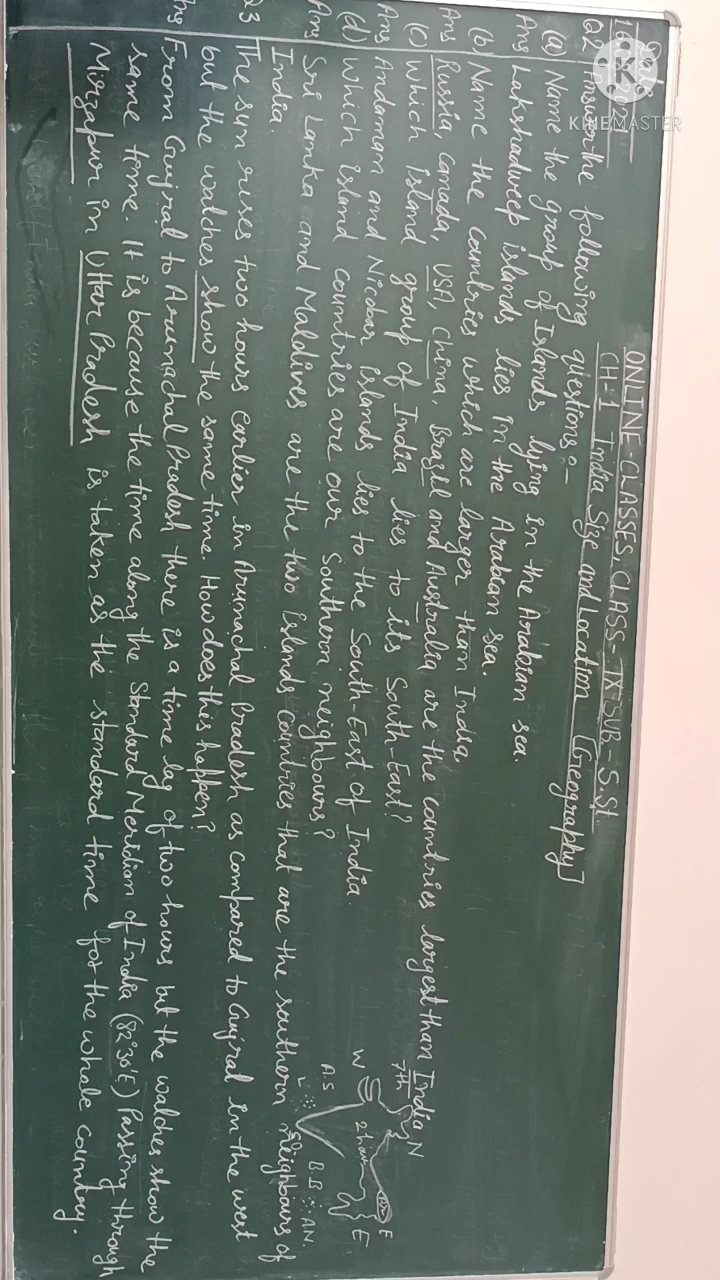 ONLINE-CLASSES. CLASS-IX SUB-S.St
CH-1 India Size and Location [Geography]
Q2 Answer the following questions:-
(a) Name the group of Islands lying in the Arabian sea.
Ans Lakshadweep islands lies in the Arabian sea.
(b) Name the countries which are larger than India.
Ans Russia, Canada, USA, China, Brazil and Australia are the countries largest than India
7th
(c) Which Island group of India lies to its South-East?
Ans Andaman and Nicobar islands lies to the South-East of India.
(d) Which island countries are our Southern neighbours?
Ans Sri Lanka and Maldives are the two islands countries that are the southern neighbours of
India.
Q3 The sun rises two hours earlier in Arunachal Pradesh as compared to Gujrat in the west
but the watches show the same time. How does this happen?
Ans From Gujrat to Arunachal Pradesh there is a time lag of two hours but the watches show the
same time. It is because the time along the Standard Meridian of India (82°30'E) Passing through
Mirzapur in Uttar Pradesh is taken as the standard time for the whole country.
N
W
2 hours
E
E
A.S
B.B
A.N.
L
KINEMASTER